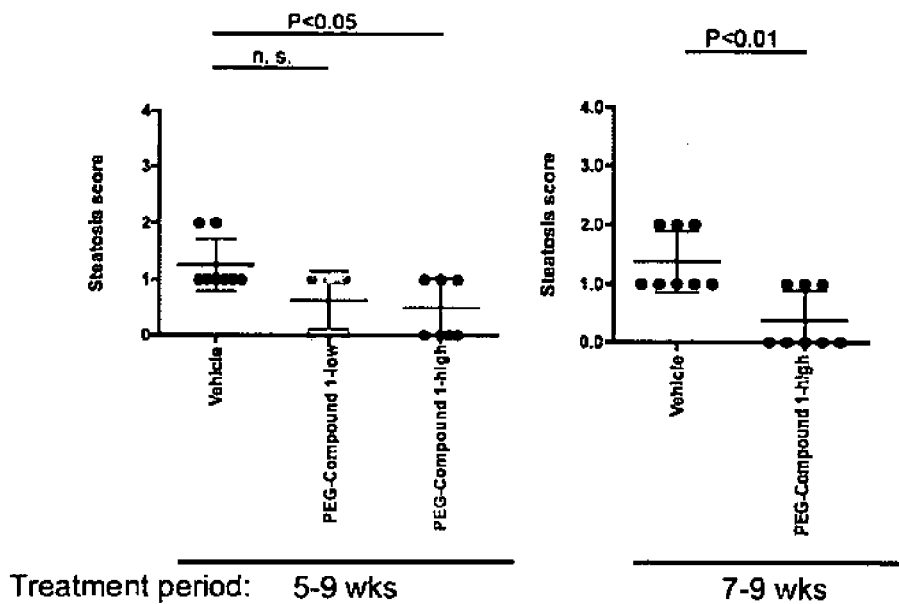 P<0.05
n. s.
4
3
2
1
0
Steatosis score
Vehicle
PEG-Compound 1-low
PEG-Compound 1-high
P<0.01
4.0
3.0
2.0
1.0
0.0
Steatosis score
Vehicle
PEG-Compound 1-high
Treatment period: 5-9 wks 7-9 wks